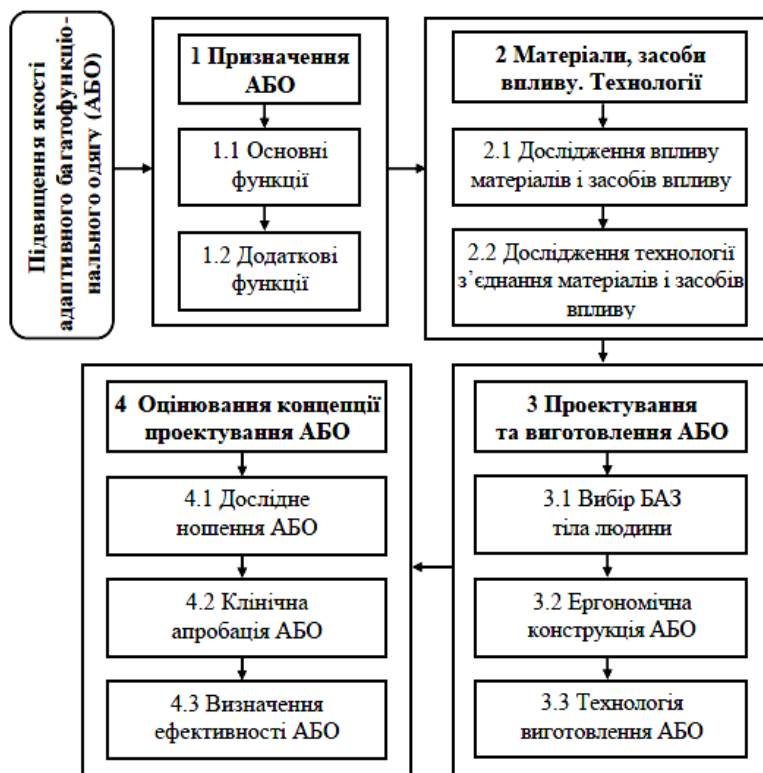 Підвищення якості
адаптивного багатофункціо-
нального одягу (АБО)
1 Призначення
АБО
1.1 Основні
функції
1.2 Додаткові
функції
2 Матеріали, засоби
впливу. Технології
2.1 Дослідження впливу
матеріалів і засобів впливу
2.2 Дослідження технології
з’єднання матеріалів і засобів
впливу
3 Проектування
та виготовлення АБО
3.1 Вибір БАЗ
тіла людини
3.2 Ергономічна
конструкція АБО
3.3 Технологія
виготовлення АБО
4 Оцінювання концепції
проектування АБО
4.1 Дослідне
ношення АБО
4.2 Клінічна
апробація АБО
4.3 Визначення
ефективності АБО